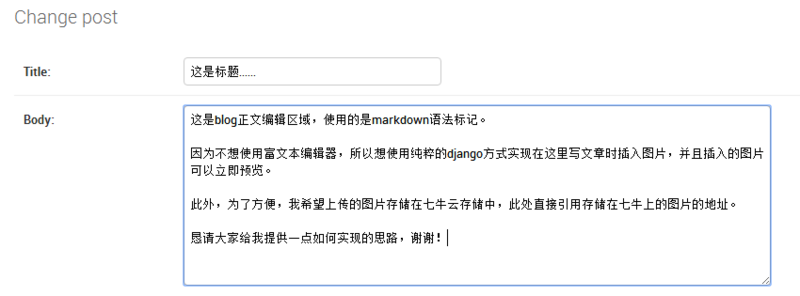 Change post
Title:
这是标题......
Body:
这是blog正文编辑区域，使用的是markdown语法标记。
因为不想使用富文本编辑器，所以想使用纯粹的django方式实现在这里写文章时插入图片，并且插入的图片
可以立即预览。
此外，为了方便，我希望上传的图片存储在七牛云存储中，此处直接引用存储在七牛上的图片的地址。
恳请大家给我提供一点如何实现的思路，谢谢！